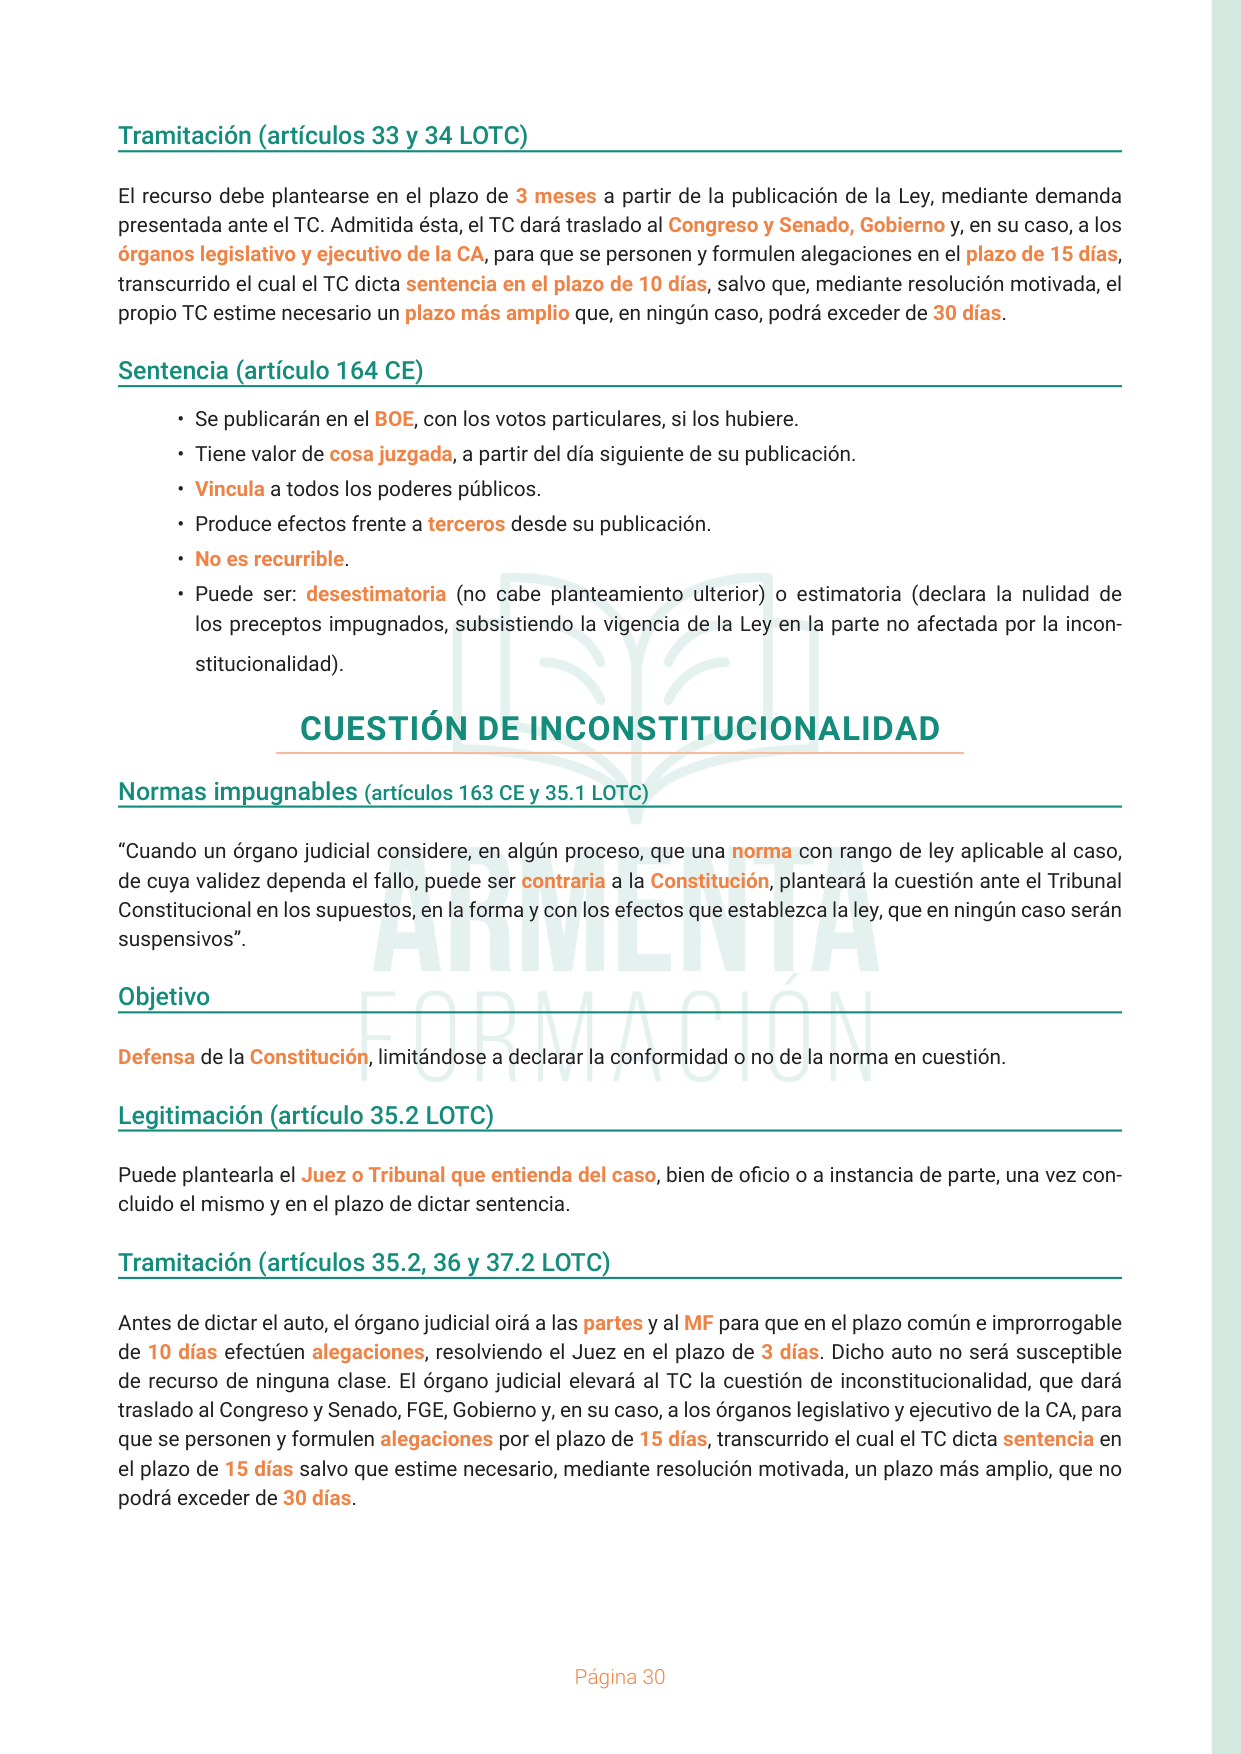 Tramitación (artículos 33 y 34 LOTC)
El recurso debe plantearse en el plazo de 3 meses a partir de la publicación de la Ley, mediante demanda
presentada ante el TC. Admitida ésta, el TC dará traslado al Congreso y Senado, Gobierno y, en su caso, a los
órganos legislativo y ejecutivo de la CA, para que se personen y formulen alegaciones en el plazo de 15 días,
transcurrido el cual el TC dicta sentencia en el plazo de 10 días, salvo que, mediante resolución motivada, el
propio TC estime necesario un plazo más amplio que, en ningún caso, podrá exceder de 30 días.
Sentencia (artículo 164 CE)
• Se publicarán en el BOE, con los votos particulares, si los hubiere.
• Tiene valor de cosa juzgada, a partir del día siguiente de su publicación.
• Vincula a todos los poderes públicos.
• Produce efectos frente a terceros desde su publicación.
• No es recurrible.
• Puede ser: desestimatoria (no cabe planteamiento ulterior) o estimatoria (declara la nulidad de
los preceptos impugnados, subsistiendo la vigencia de la Ley en la parte no afectada por la incon-
stitucionalidad).
CUESTIÓN DE INCONSTITUCIONALIDAD
Normas impugnables (artículos 163 CE y 35.1 LOTC)
“Cuando un órgano judicial considere, en algún proceso, que una norma con rango de ley aplicable al caso,
de cuya validez dependa el fallo, puede ser contraria a la Constitución, planteará la cuestión ante el Tribunal
Constitucional en los supuestos, en la forma y con los efectos que establezca la ley, que en ningún caso serán
suspensivos”.
ARMENTA
FORMACIÓN
Objetivo
Defensa de la Constitución, limitándose a declarar la conformidad o no de la norma en cuestión.
Legitimación (artículo 35.2 LOTC)
Puede plantearla el Juez o Tribunal que entienda del caso, bien de oficio o a instancia de parte, una vez con-
cluido el mismo y en el plazo de dictar sentencia.
Tramitación (artículos 35.2, 36 y 37.2 LOTC)
Antes de dictar el auto, el órgano judicial oirá a las partes y al MF para que en el plazo común e improrrogable
de 10 días efectúen alegaciones, resolviendo el Juez en el plazo de 3 días. Dicho auto no será susceptible
de recurso de ninguna clase. El órgano judicial elevará al TC la cuestión de inconstitucionalidad, que dará
traslado al Congreso y Senado, FGE, Gobierno y, en su caso, a los órganos legislativo y ejecutivo de la CA, para
que se personen y formulen alegaciones por el plazo de 15 días, transcurrido el cual el TC dicta sentencia en
el plazo de 15 días salvo que estime necesario, mediante resolución motivada, un plazo más amplio, que no
podrá exceder de 30 días.
Página 30